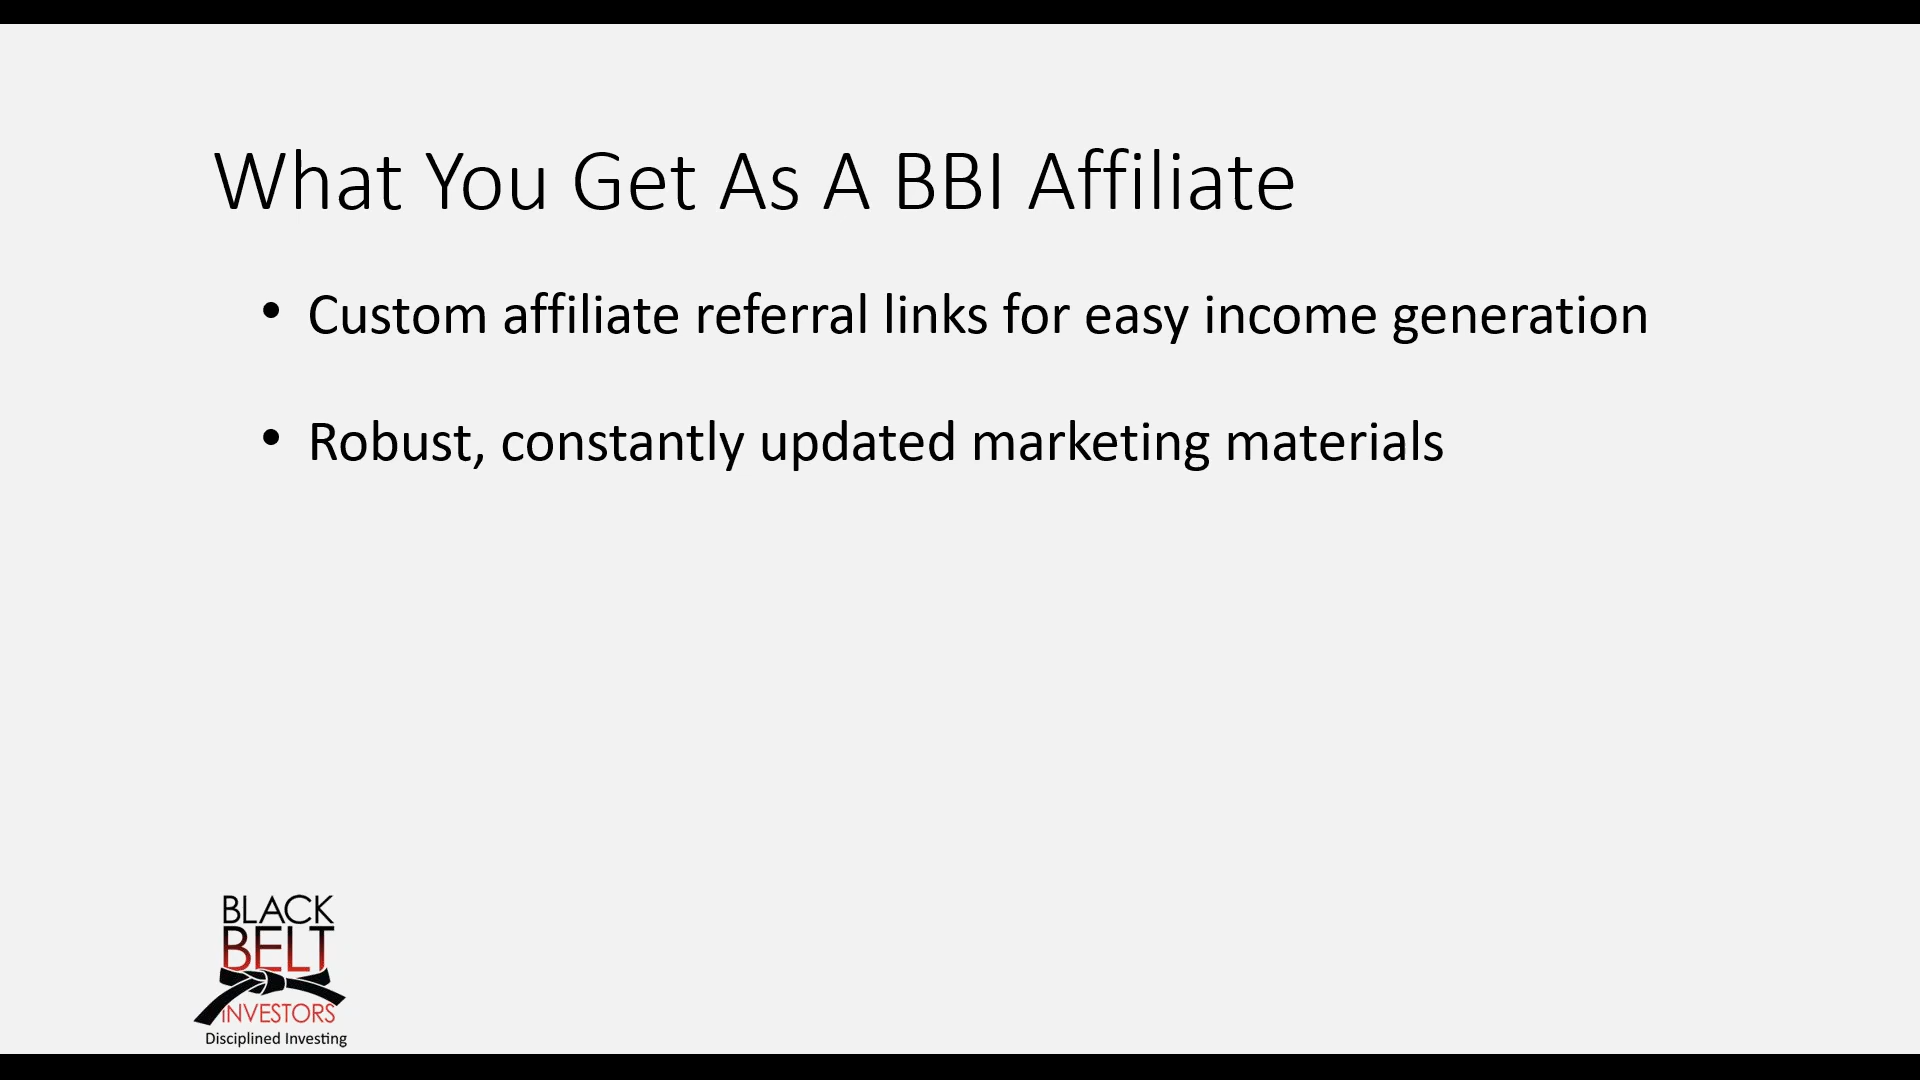 What You Get As A BBI Affiliate
• Custom affiliate referral links for easy income generation
• Robust, constantly updated marketing materials
BLACK
BELT
INVESTORS
Disciplined Investing